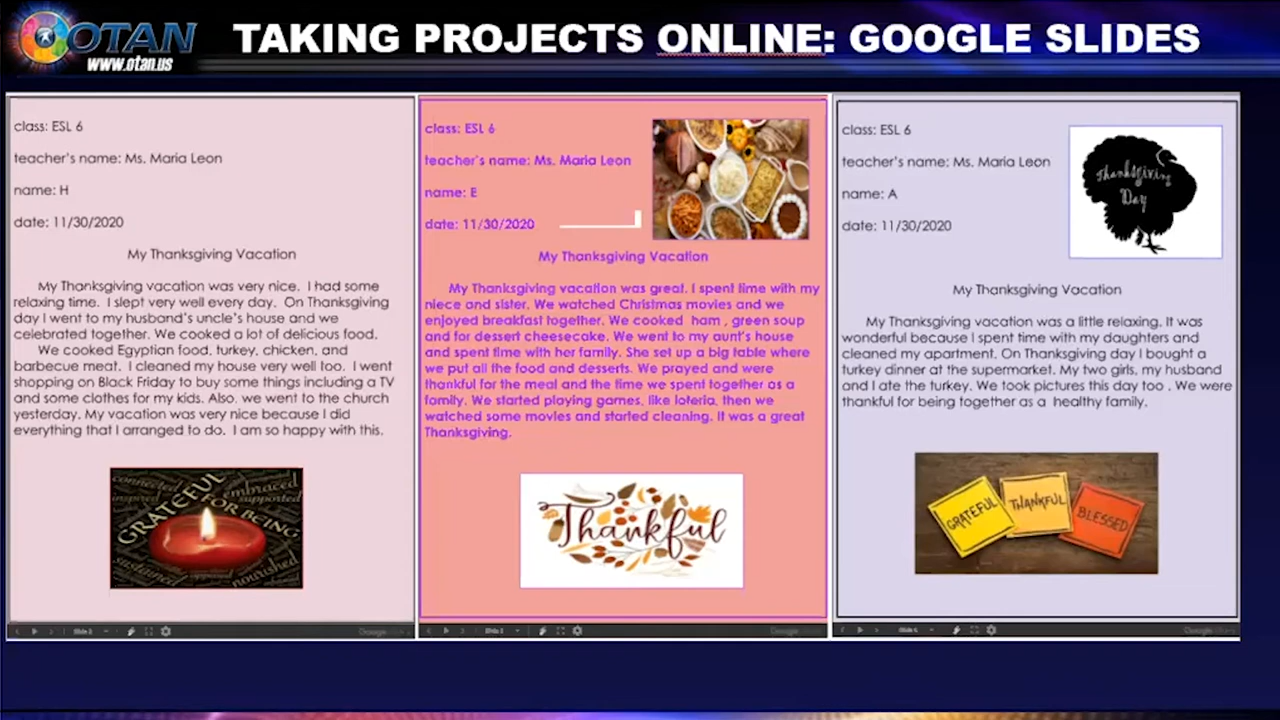 OTAN
www.otan.us
TAKING PROJECTS ONLINE: GOOGLE SLIDES
class: ESL 6
teacher's name: Ms. Maria Leon
name: H
date: 11/30/2020
My Thanksgiving Vacation
My Thanksgiving vacation was very nice. I had some
relaxing time. I slept very well every day. On Thanksgiving
day I went to my husband's uncle's house and we
celebrated together. We cooked a lot of delicious food.
We cooked Egyptian food, turkey, chicken, and
barbecue meat. I cleaned my house very well too. I went
shopping on Black Friday to buy some things including a TV
and some clothes for my kids. Also, we went to the church
yesterday. My vacation was very nice because I did
everything that I arranged to do. I am so happy with this.
connected
inspired
embraced
supported
GRATEFUL
FOR BEING
sustained
nourished
class: ESL 6
teacher's name: Ms. Maria Leon
name: E
date: 11/30/2020
My Thanksgiving Vacation
My Thanksgiving vacation was great. I spent time with my
niece and sister. We watched Christmas movies and we
enjoyed breakfast together. We cooked ham , green soup
and for dessert cheesecake. We went to my aunt's house
and spent time with her family. She set up a big table where
we put all the food and desserts. We prayed and were
thankful for the meal and the time we spent together as a
family. We started playing games, like loteria, then we
watched some movies and started cleaning. It was a great
Thanksgiving.
Thankful
class: ESL 6
teacher's name: Ms. Maria Leon
name: A
date: 11/30/2020
Thanksgiving
Day
My Thanksgiving Vacation
My Thanksgiving vacation was a little relaxing. It was
wonderful because I spent time with my daughters and
cleaned my apartment. On Thanksgiving day I bought a
turkey dinner at the supermarket. My two girls, my husband
and I ate the turkey. We took pictures this day too . We were
thankful for being together as a healthy family.
GRATEFUL
THANKFUL
BLESSED